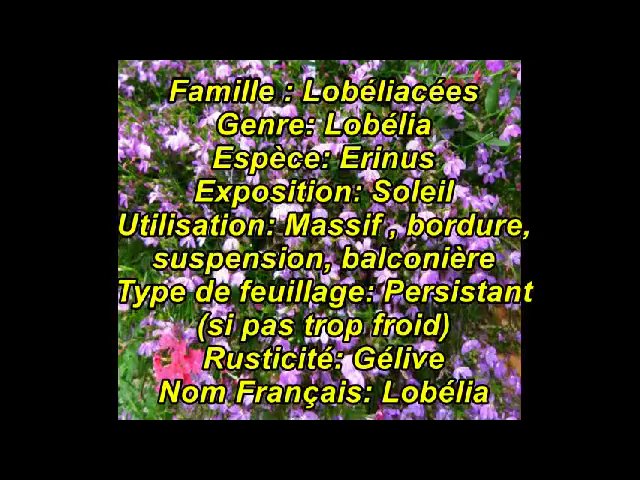 Famille : Lobéliacées
Genre: Lobélia
Espèce: Erinus
Exposition: Soleil
Utilisation: Massif , bordure,
suspension, balconière
Type de feuillage: Persistant
(si pas trop froid)
Rusticité: Gélive
Nom Français: Lobélia